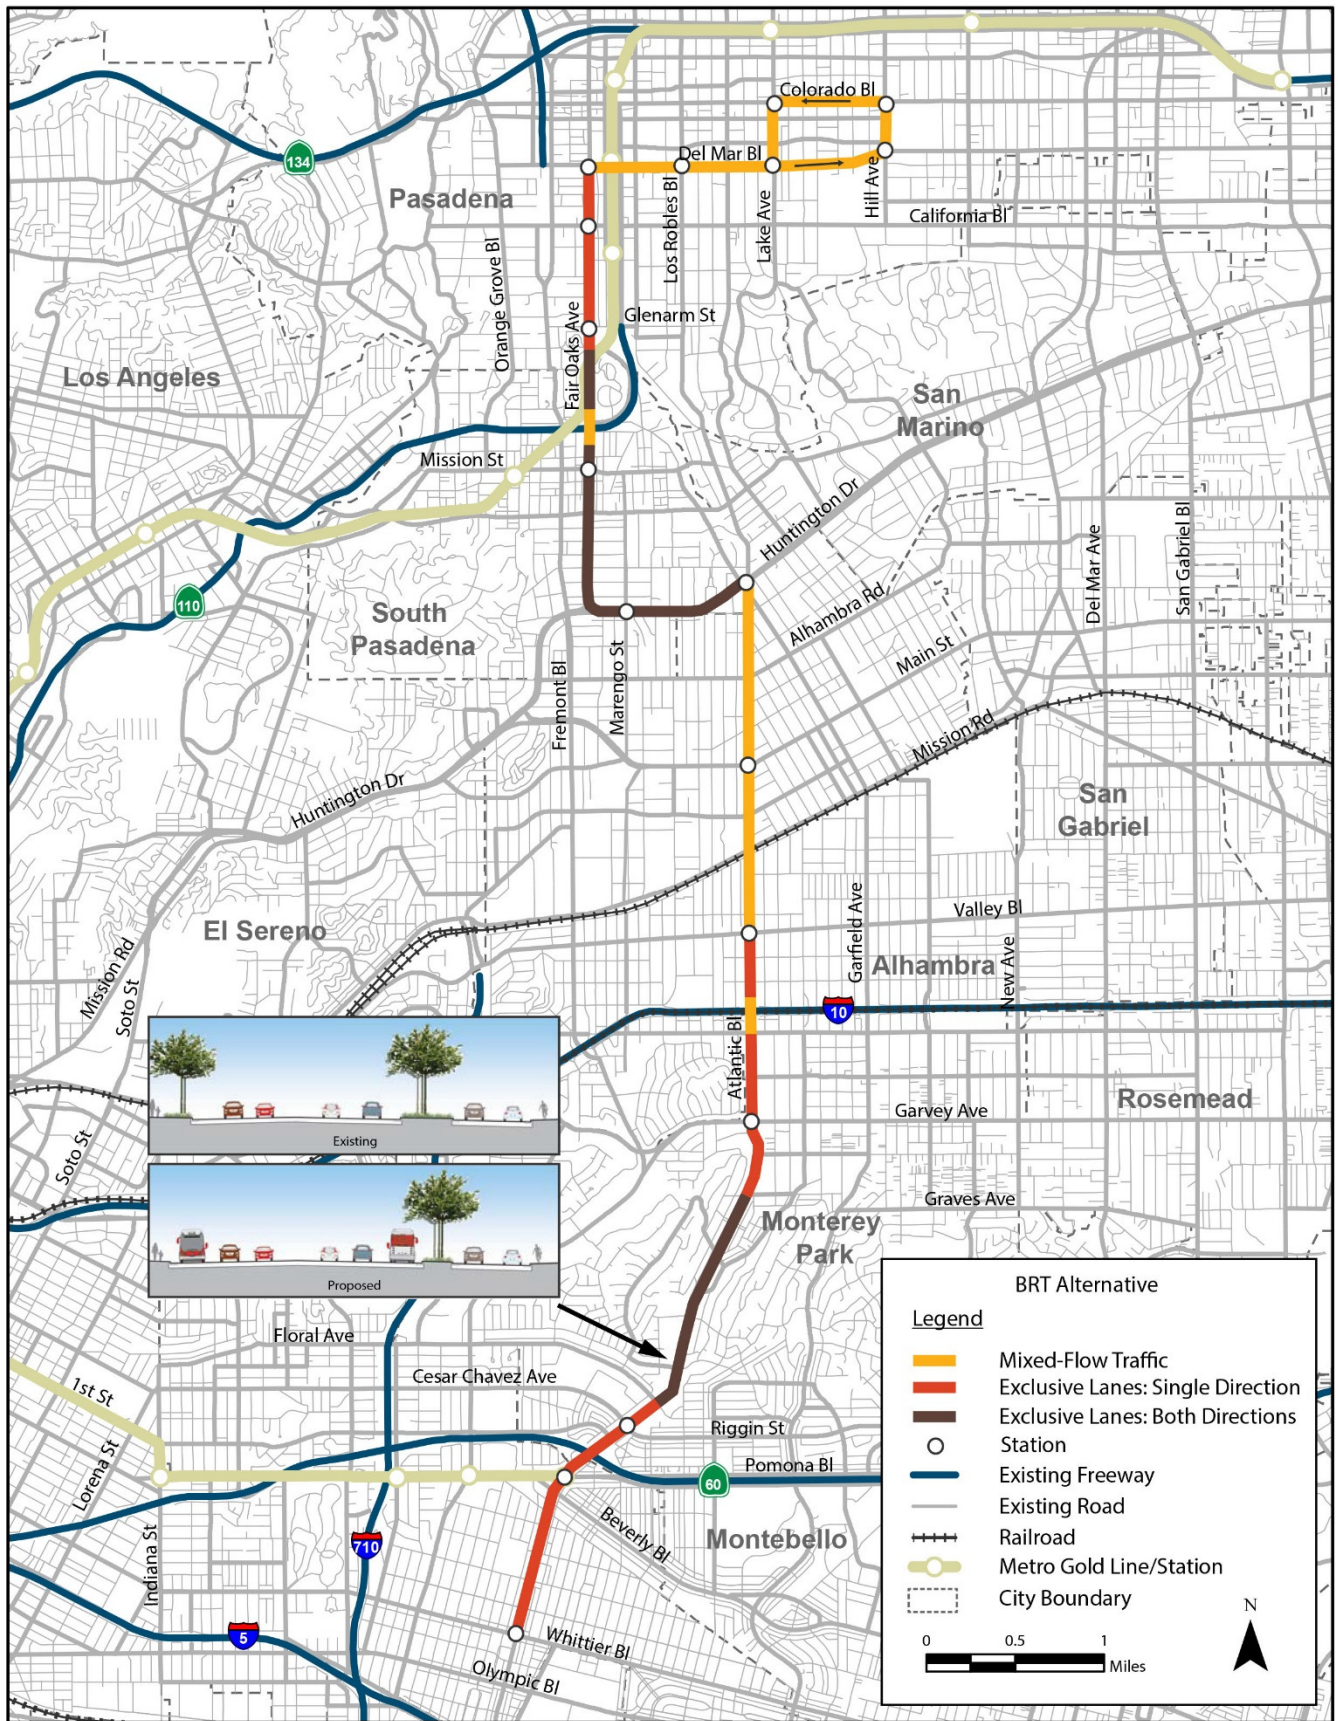 Colorado Bl
134
Del Mar Bl
Pasadena
Los Robles Bl
Lake Ave
Hill Ave
California Bl
Orange Grove Bl
Fair Oaks Ave
Glenarm St
Los Angeles
San
Marino
Mission St
Huntington Dr
Del Mar Ave
San Gabriel Bl
110
South
Pasadena
Alhambra Rd
Main St
Fremont Bl
Marengo St
Mission Rd
Huntington Dr
San
Gabriel
El Sereno
Garfield Ave
Valley Bl
Mission Rd
Soto St
Alhambra
New Ave
10
Atlantic Bl
Existing
Garvey Ave
Rosemead
Soto St
Graves Ave
Monterey
Park
Proposed
Floral Ave
Cesar Chavez Ave
1st St
Riggin St
Pomona Bl
60
Lorena St
Indiana St
710
Beverly Bl
Montebello
5
Whittier Bl
Olympic Bl
BRT Alternative
Legend
Mixed-Flow Traffic
Exclusive Lanes: Single Direction
Exclusive Lanes: Both Directions
Station
Existing Freeway
Existing Road
Railroad
Metro Gold Line/Station
City Boundary
N
0 0.5 1
Miles